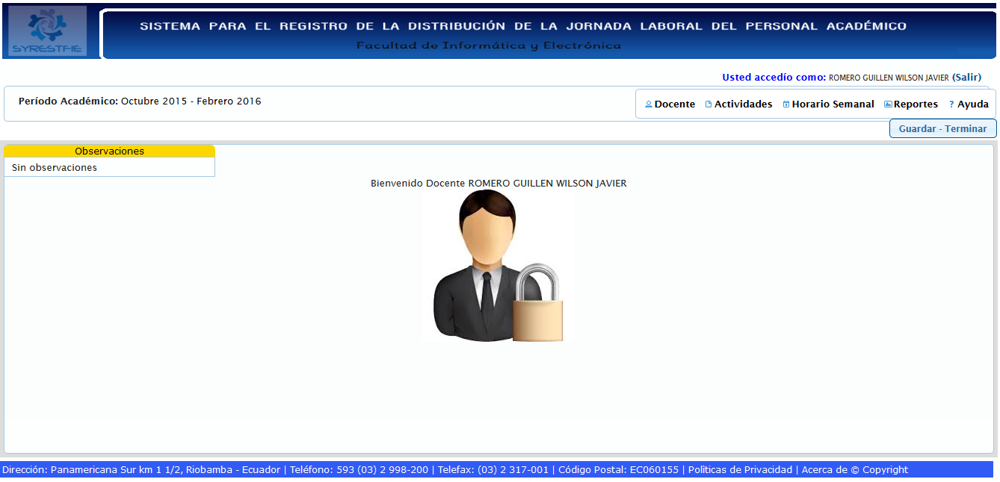 SYRESTFIE
SISTEMA PARA EL REGISTRO DE LA DISTRIBUCIÓN DE LA JORNADA LABORAL DEL PERSONAL ACADÉMICO
Facultad de Informática y Electrónica
Usted accedío como: ROMERO GUILLEN WILSON JAVIER (Salir)
Período Académico: Octubre 2015 - Febrero 2016
Docente Actividades Horario Semanal Reportes ? Ayuda
Guardar - Terminar
Observaciones
Sin observaciones
Bienvenido Docente ROMERO GUILLEN WILSON JAVIER
Dirección: Panamericana Sur km 1 1/2, Riobamba - Ecuador | Teléfono: 593 (03) 2 998-200 | Telefax: (03) 2 317-001 | Código Postal: EC060155 | Polìticas de Privacidad | Acerca de © Copyright